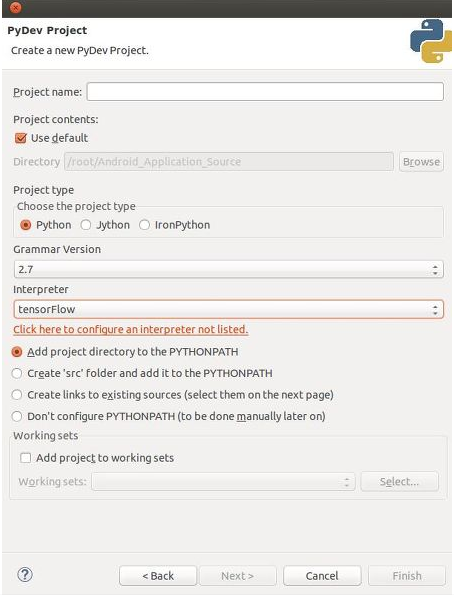 PyDev Project
Create a new PyDev Project.
Project name:
Project contents:
Use default
Directory /root/Android_Application_Source Browse
Project type
Choose the project type
Python Jython IronPython
Grammar Version
2.7
Interpreter
tensorFlow
Click here to configure an interpreter not listed.
Add project directory to the PYTHONPATH
Create 'src' folder and add it to the PYTHONPATH
Create links to existing sources (select them on the next page)
Don't configure PYTHONPATH (to be done manually later on)
Working sets
Add project to working sets
Working sets: Select...
? < Back Next > Cancel Finish